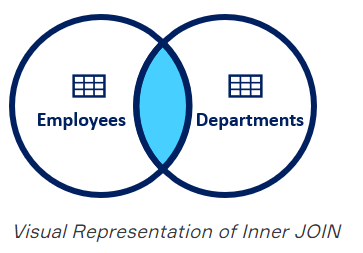 Employees
Departments
Visual Representation of Inner JOIN